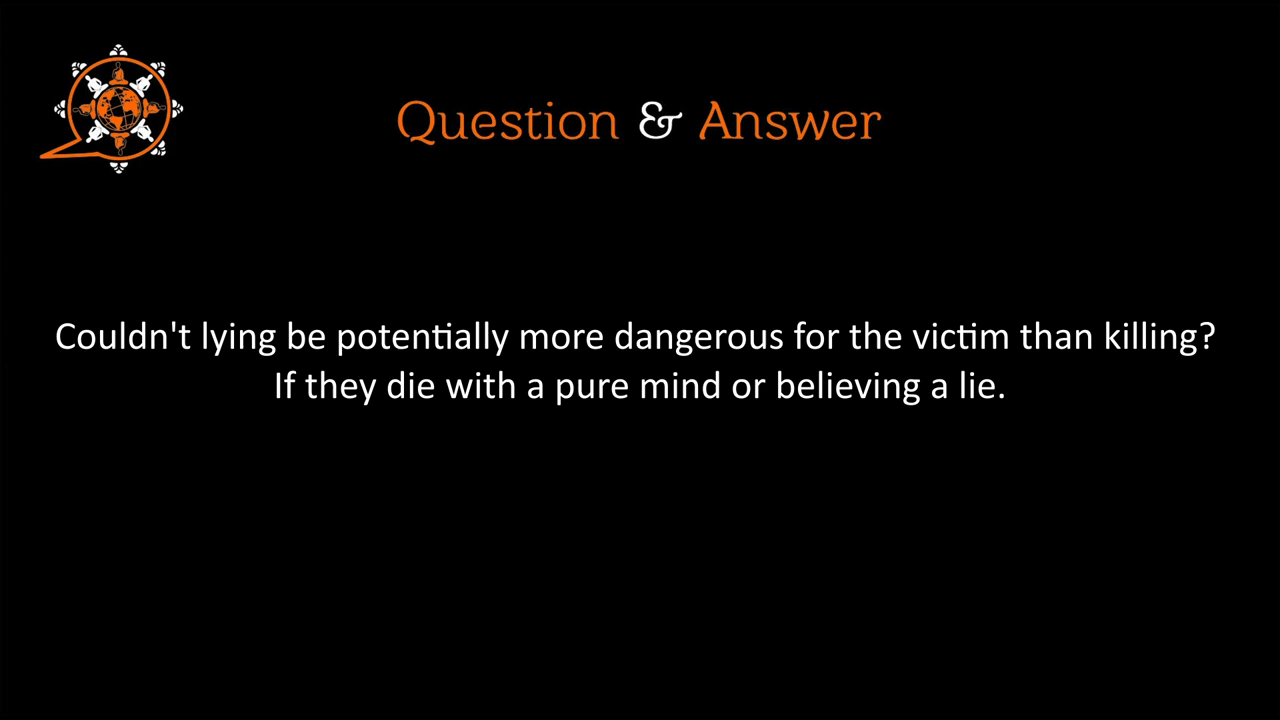 Question & Answer
Couldn't lying be potentially more dangerous for the victim than killing?
If they die with a pure mind or believing a lie.